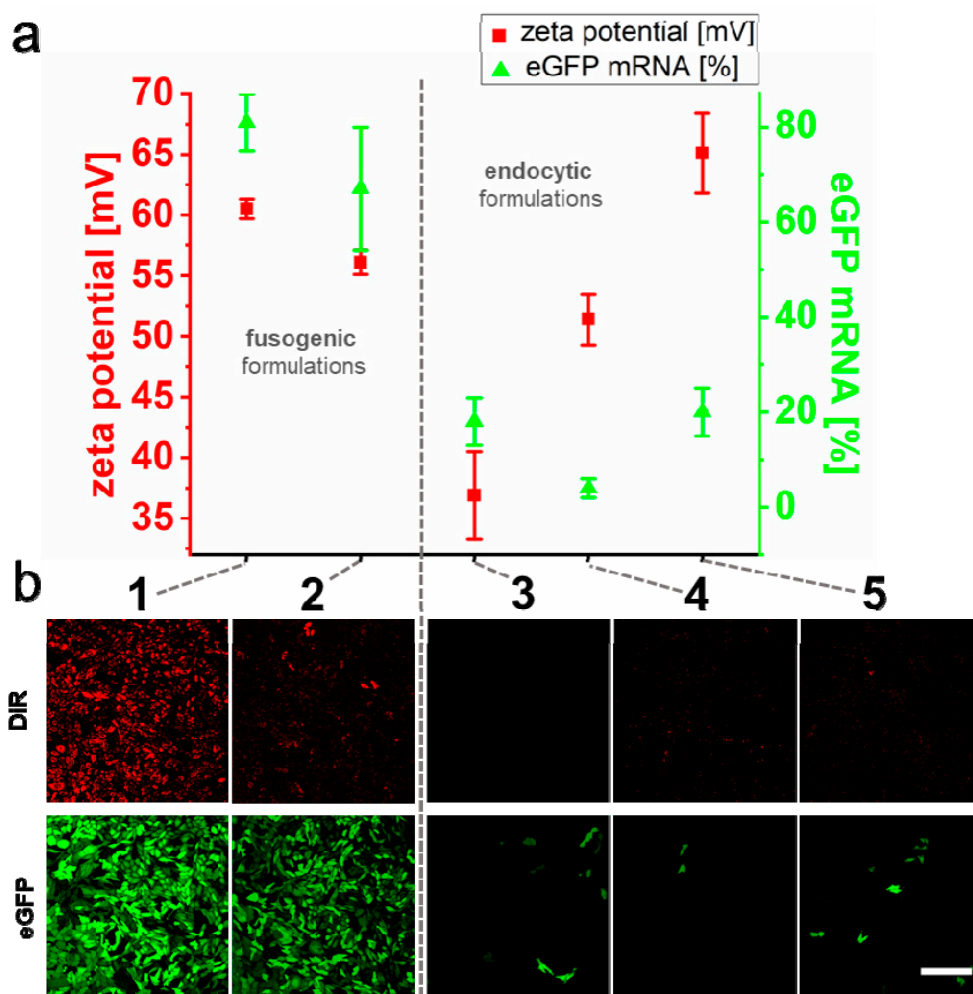 a
zeta potential [mV]
eGFP mRNA [%]
70
65
60
55
50
45
40
35
zeta potential [mV]
80
60
40
20
0
eGFP mRNA [%]
endocytic
formulations
fusogenic
formulations
b
1 2 3 4 5
DIR
eGFP